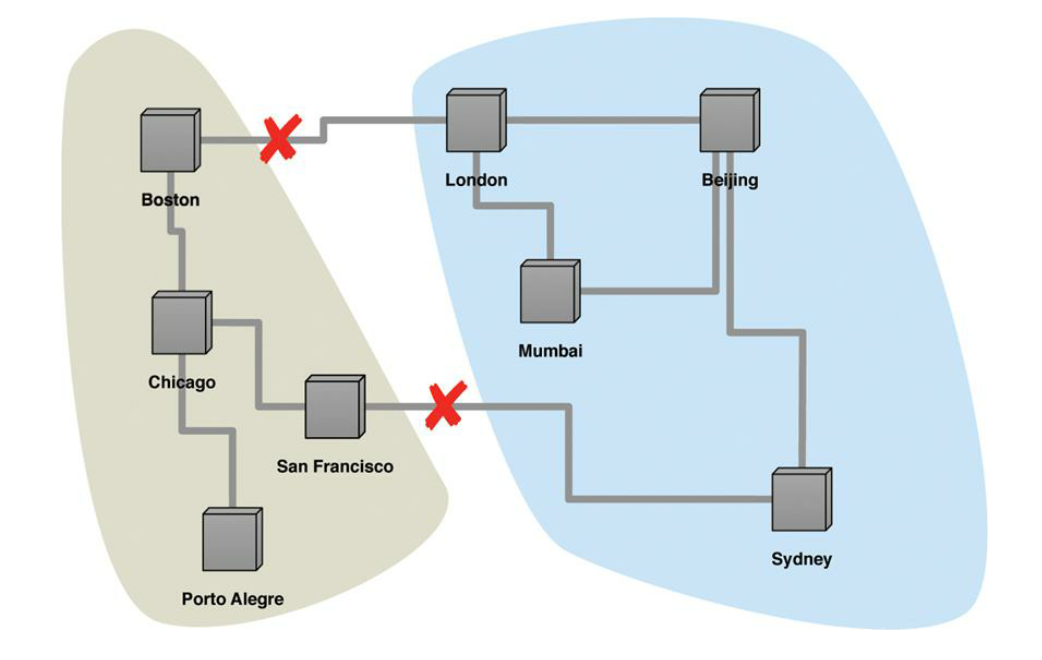 Boston
London
Beijing
Mumbai
Chicago
San Francisco
Sydney
Porto Alegre